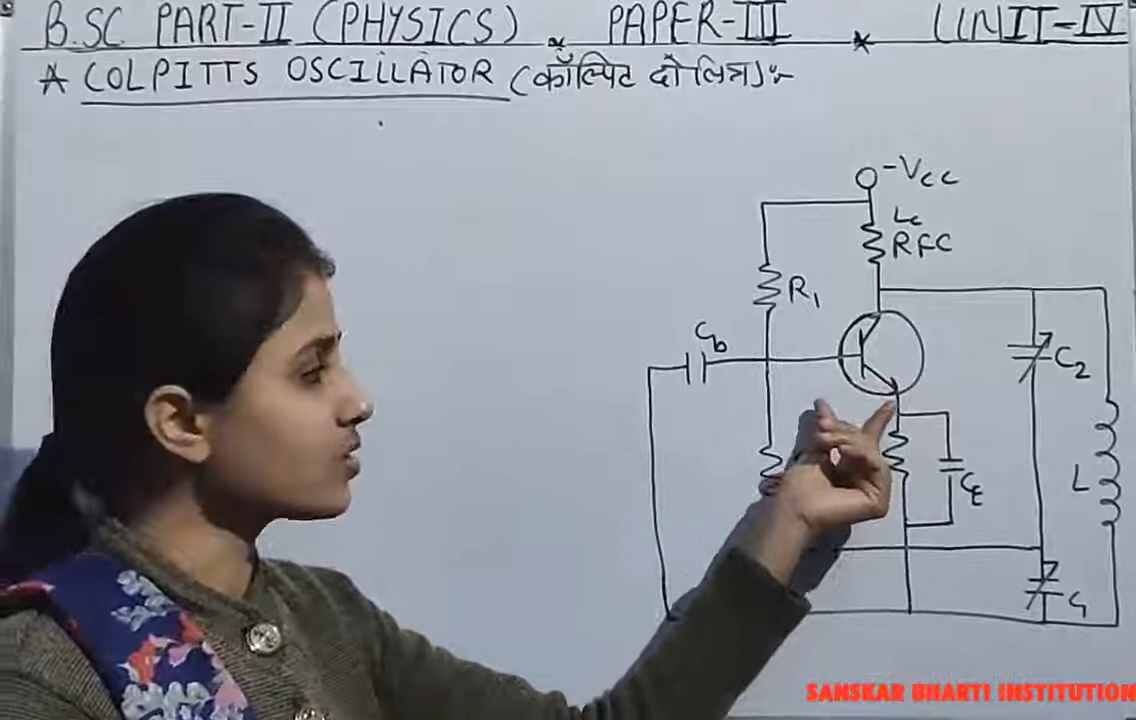 B.SC PART-II (PHYSICS) * PAPER-III * UNIT-IV
* COLPITTS OSCILLATOR (कॉल्पिट दोलित्र):-
-VCC
LC
RFC
R1
Cb
C2
CE
L
C1
SANSKAR BHARTI INSTITUTION